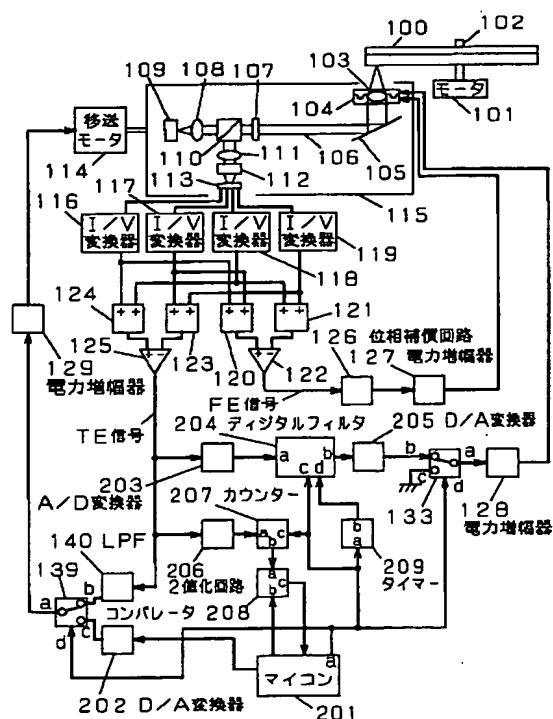 100
102
103
109
108
107
104
モータ
101
移送
モータ
114
110
111
106
105
112
113
117
115
116
I/V
変換器
I/V
変換器
I/V
変換器
I/V
変換器
119
118
124
++
++
++
++
121
125
+-
123
120
+-
122
126
位相補償回路
127
電力増幅器
129
電力増幅器
FE信号
TE信号
204 ディジタルフィルタ
205 D/A変換器
a
b
c
d
b
a
c
d
203
A/D変換器
207 カウンター
133
128
電力増幅器
a
b
c
b
a
209
タイマー
206
2値化回路
140 LPF
139
a
b
c
d
コンパレータ
208
a
b
c
a
マイコン
202 D/A変換器
201